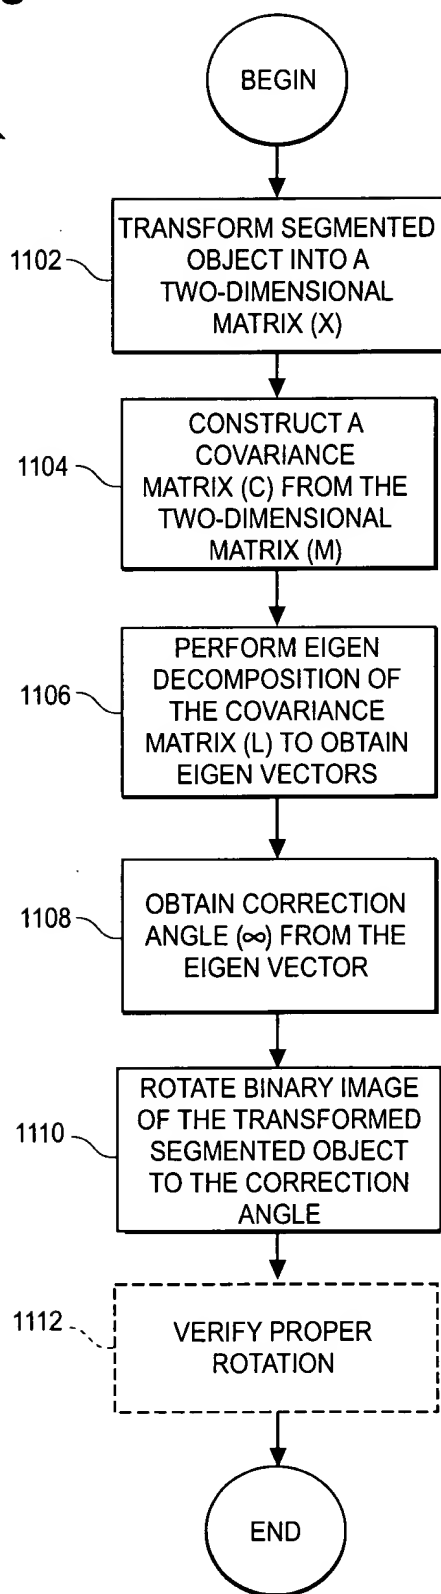 BEGIN
1102
TRANSFORM SEGMENTED
OBJECT INTO A
TWO-DIMENSIONAL
MATRIX (X)
1104
CONSTRUCT A
COVARIANCE
MATRIX (C) FROM THE
TWO-DIMENSIONAL
MATRIX (M)
1106
PERFORM EIGEN
DECOMPOSITION OF
THE COVARIANCE
MATRIX (L) TO OBTAIN
EIGEN VECTORS
1108
OBTAIN CORRECTION
ANGLE (∞) FROM THE
EIGEN VECTOR
1110
ROTATE BINARY IMAGE
OF THE TRANSFORMED
SEGMENTED OBJECT
TO THE CORRECTION
ANGLE
1112
VERIFY PROPER
ROTATION
END